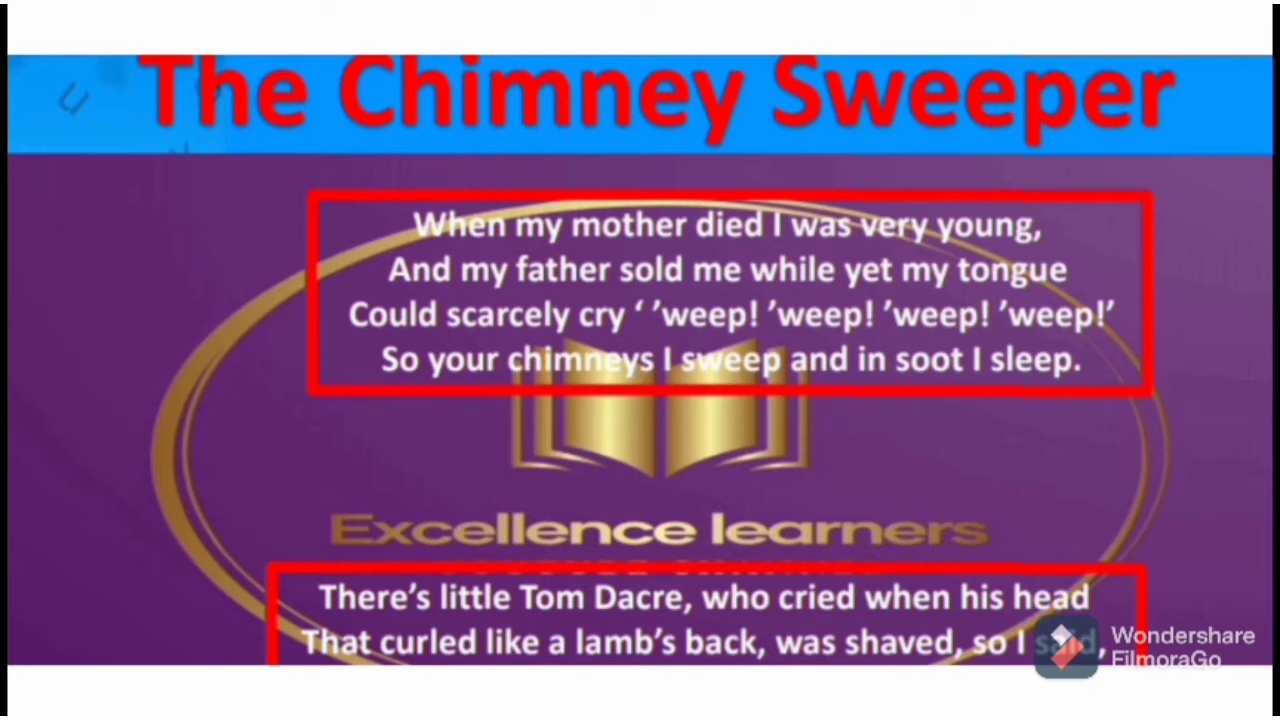 The Chimney Sweeper
When my mother died I was very young,
And my father sold me while yet my tongue
Could scarcely cry ‘ ’weep! ’weep! ’weep! ’weep!’
So your chimneys I sweep and in soot I sleep.
Excellence learners
There’s little Tom Dacre, who cried when his head
That curled like a lamb’s back, was shaved, so I said,
Wondershare
FilmoraGo